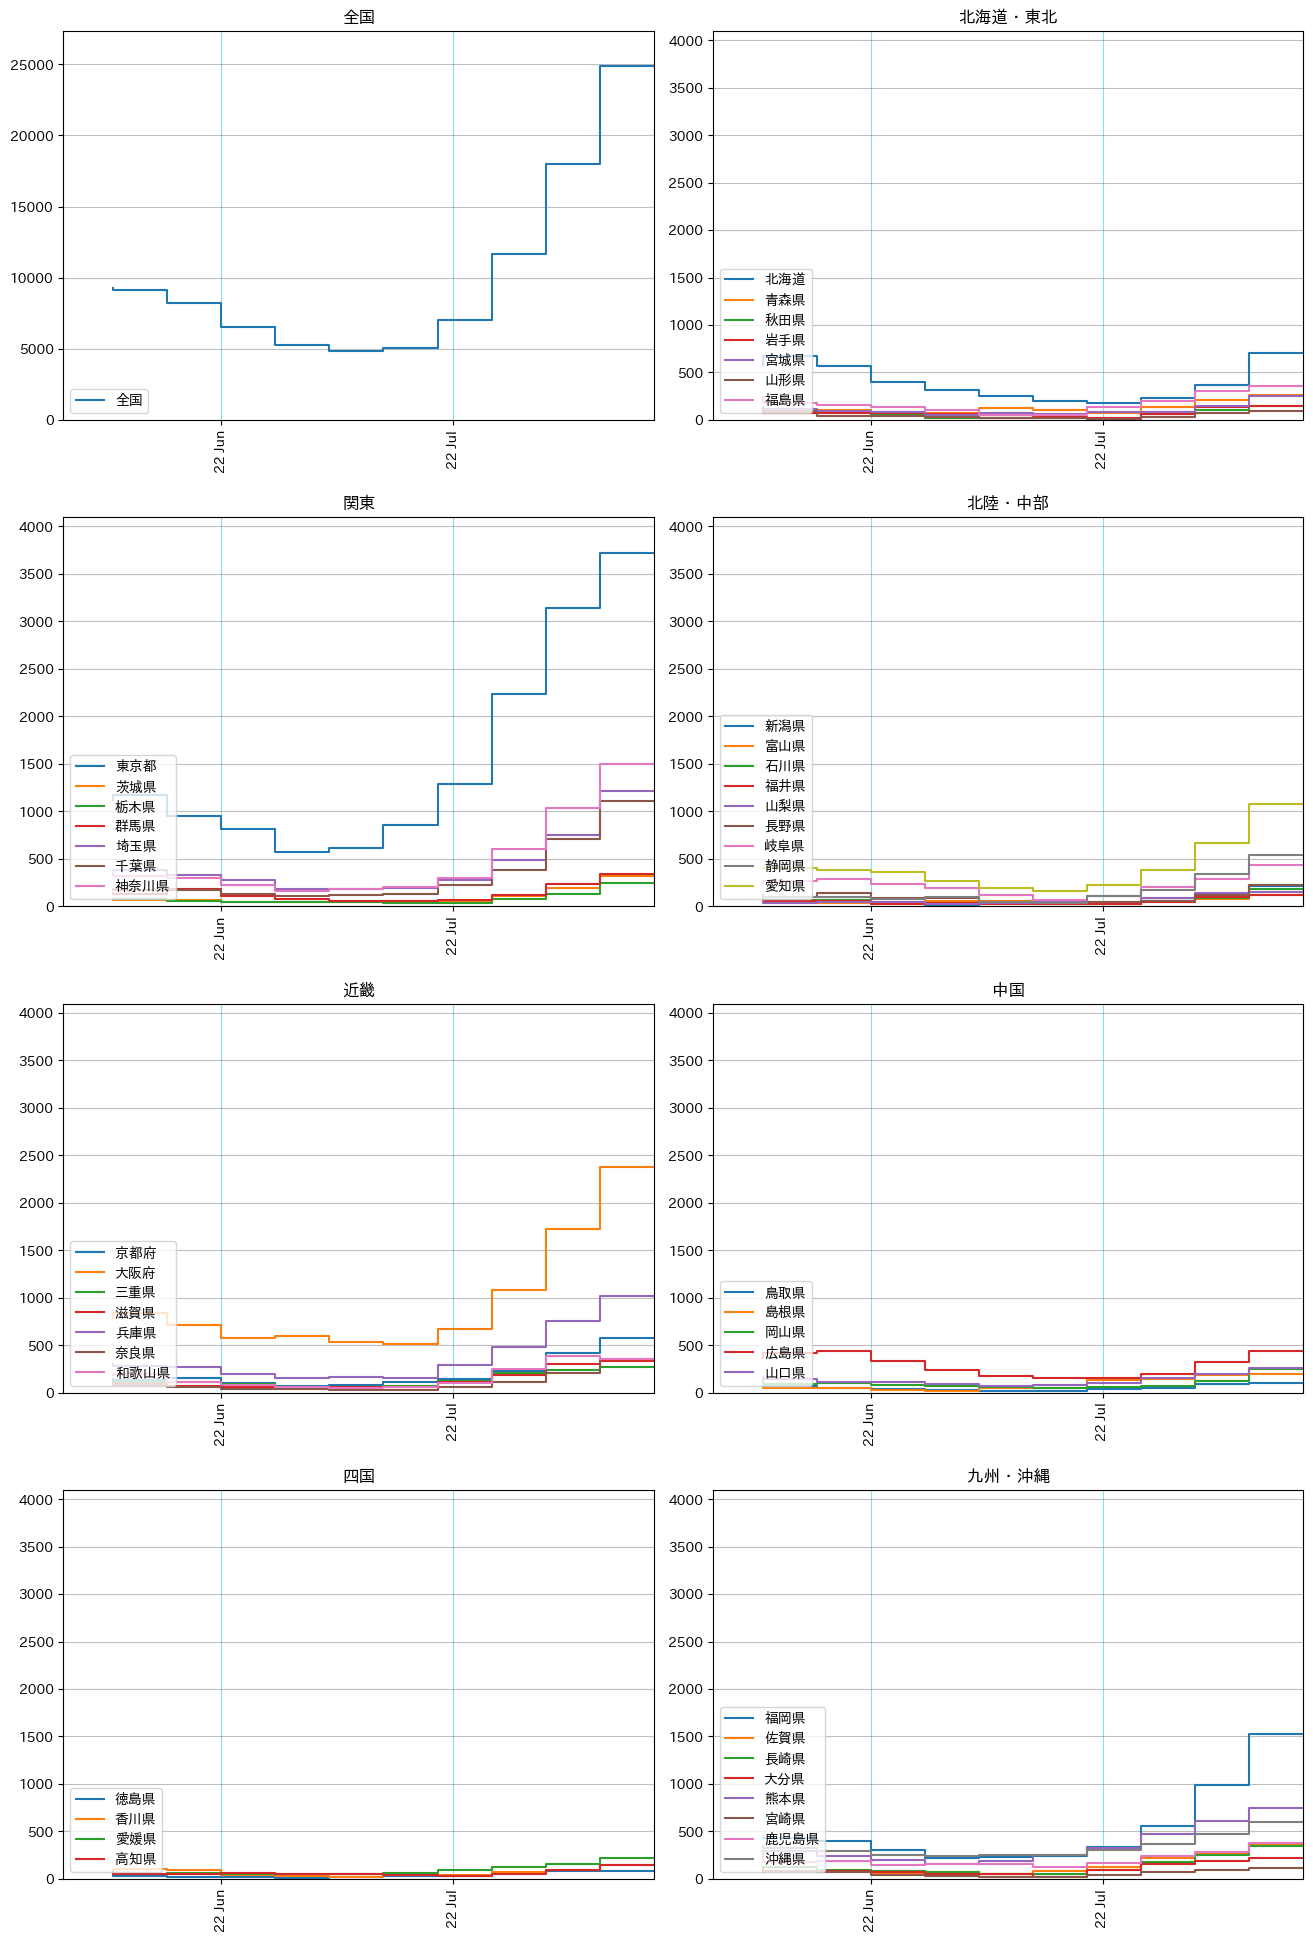 全国
25000
20000
15000
10000
5000
0
全国
22 Jun
22 Jul
北海道・東北
4000
3500
3000
2500
2000
1500
1000
500
0
北海道
青森県
秋田県
岩手県
宮城県
山形県
福島県
22 Jun
22 Jul
関東
4000
3500
3000
2500
2000
1500
1000
500
0
東京都
茨城県
栃木県
群馬県
埼玉県
千葉県
神奈川県
22 Jun
22 Jul
北陸・中部
4000
3500
3000
2500
2000
1500
1000
500
0
新潟県
富山県
石川県
福井県
山梨県
長野県
岐阜県
静岡県
愛知県
22 Jun
22 Jul
近畿
4000
3500
3000
2500
2000
1500
1000
500
0
京都府
大阪府
三重県
滋賀県
兵庫県
奈良県
和歌山県
22 Jun
22 Jul
中国
4000
3500
3000
2500
2000
1500
1000
500
0
鳥取県
島根県
岡山県
広島県
山口県
22 Jun
22 Jul
四国
4000
3500
3000
2500
2000
1500
1000
500
0
徳島県
香川県
愛媛県
高知県
22 Jun
22 Jul
九州・沖縄
4000
3500
3000
2500
2000
1500
1000
500
0
福岡県
佐賀県
長崎県
大分県
熊本県
宮崎県
鹿児島県
沖縄県
22 Jun
22 Jul